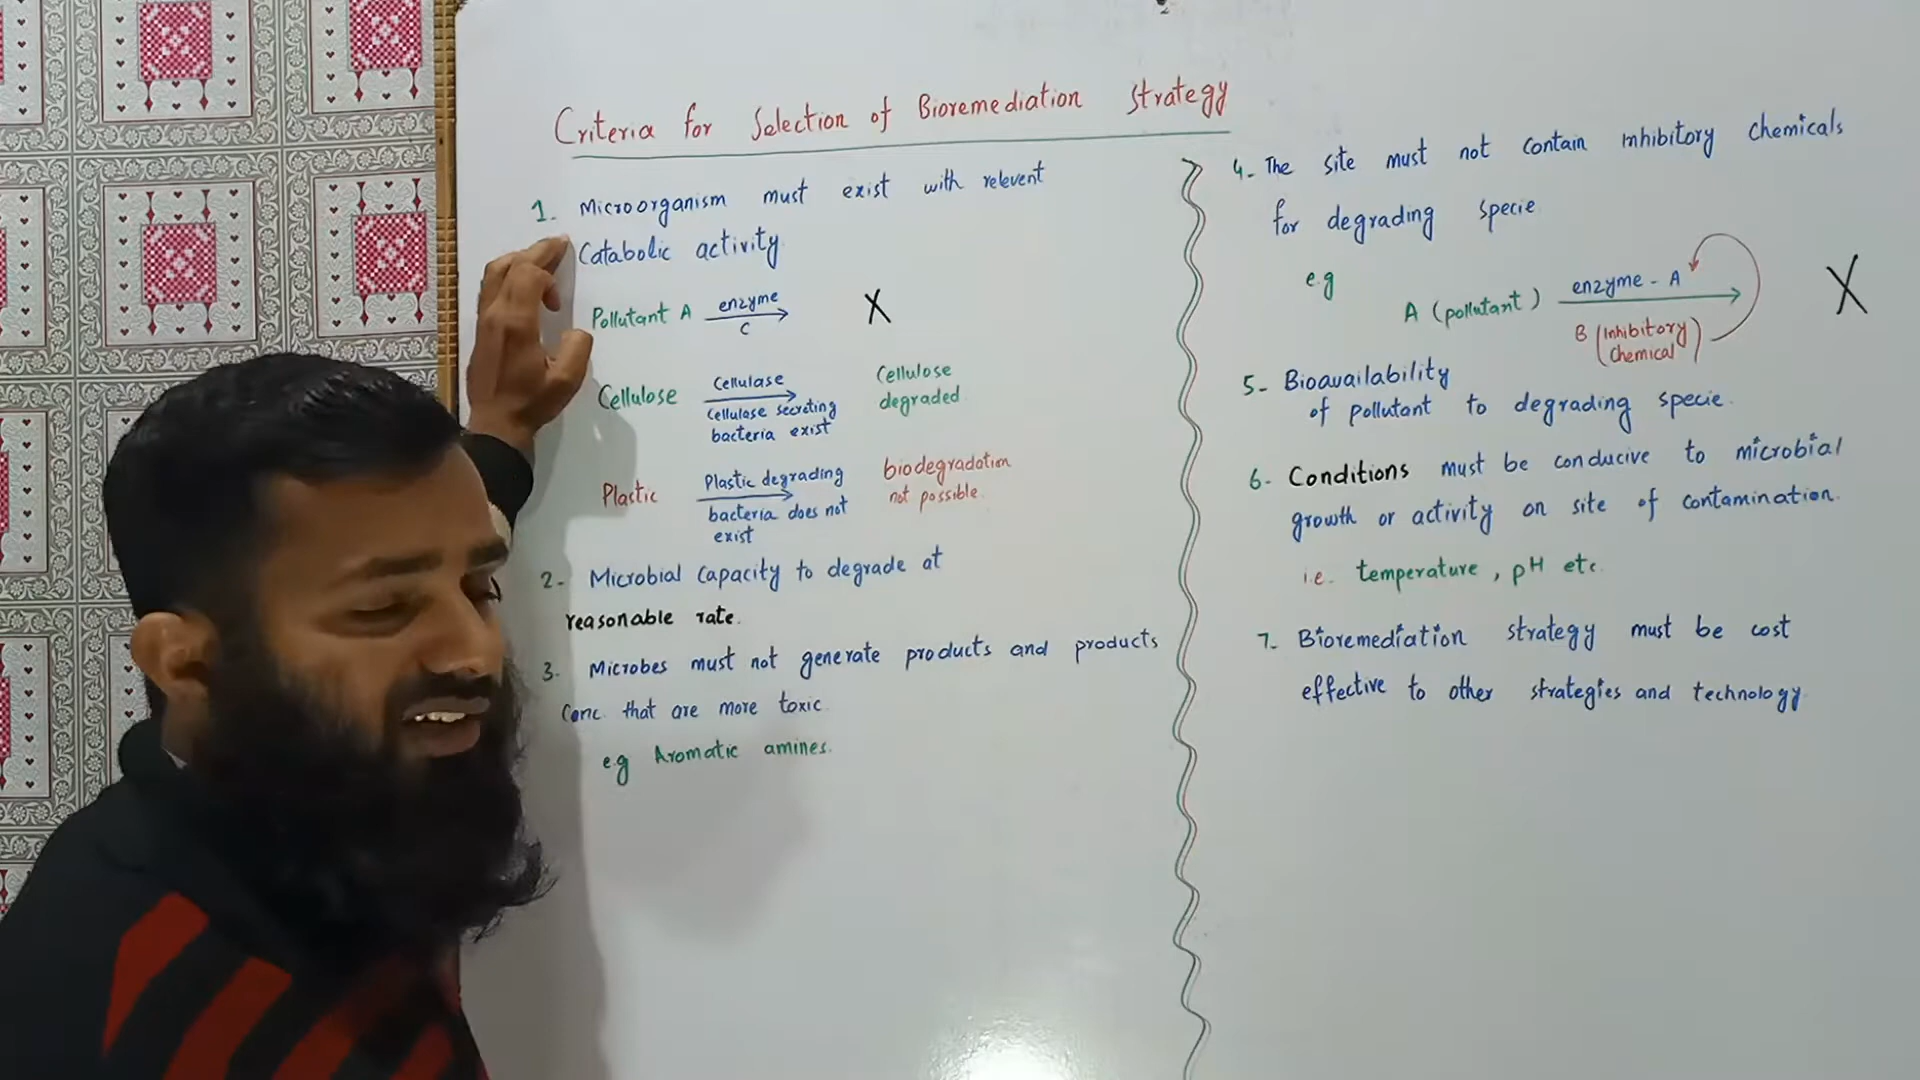 Criteria for Selection of Bioremediation Strategy
1. Microorganism must exist with relevent
Catabolic activity
Pollutant A enzyme X
C
Cellulose Cellulase Cellulose
Cellulase secreting degraded
bacteria exist
Plastic Plastic degrading biodegradation
bacteria does not not possible.
exist
2- Microbial Capacity to degrade at
reasonable rate.
3. Microbes must not generate products and products
Conc. that are more toxic.
e.g Aromatic amines.
4- The site must not contain inhibitory chemicals
for degrading specie
e.g
A (pollutant) enzyme - A X
B (Inhibitory
Chemical)
5- Bioavailability
of pollutant to degrading specie.
6- Conditions must be conducive to microbial
growth or activity on site of contamination.
i.e. temperature, pH etc.
7- Bioremediation strategy must be cost
effective to other strategies and technology.